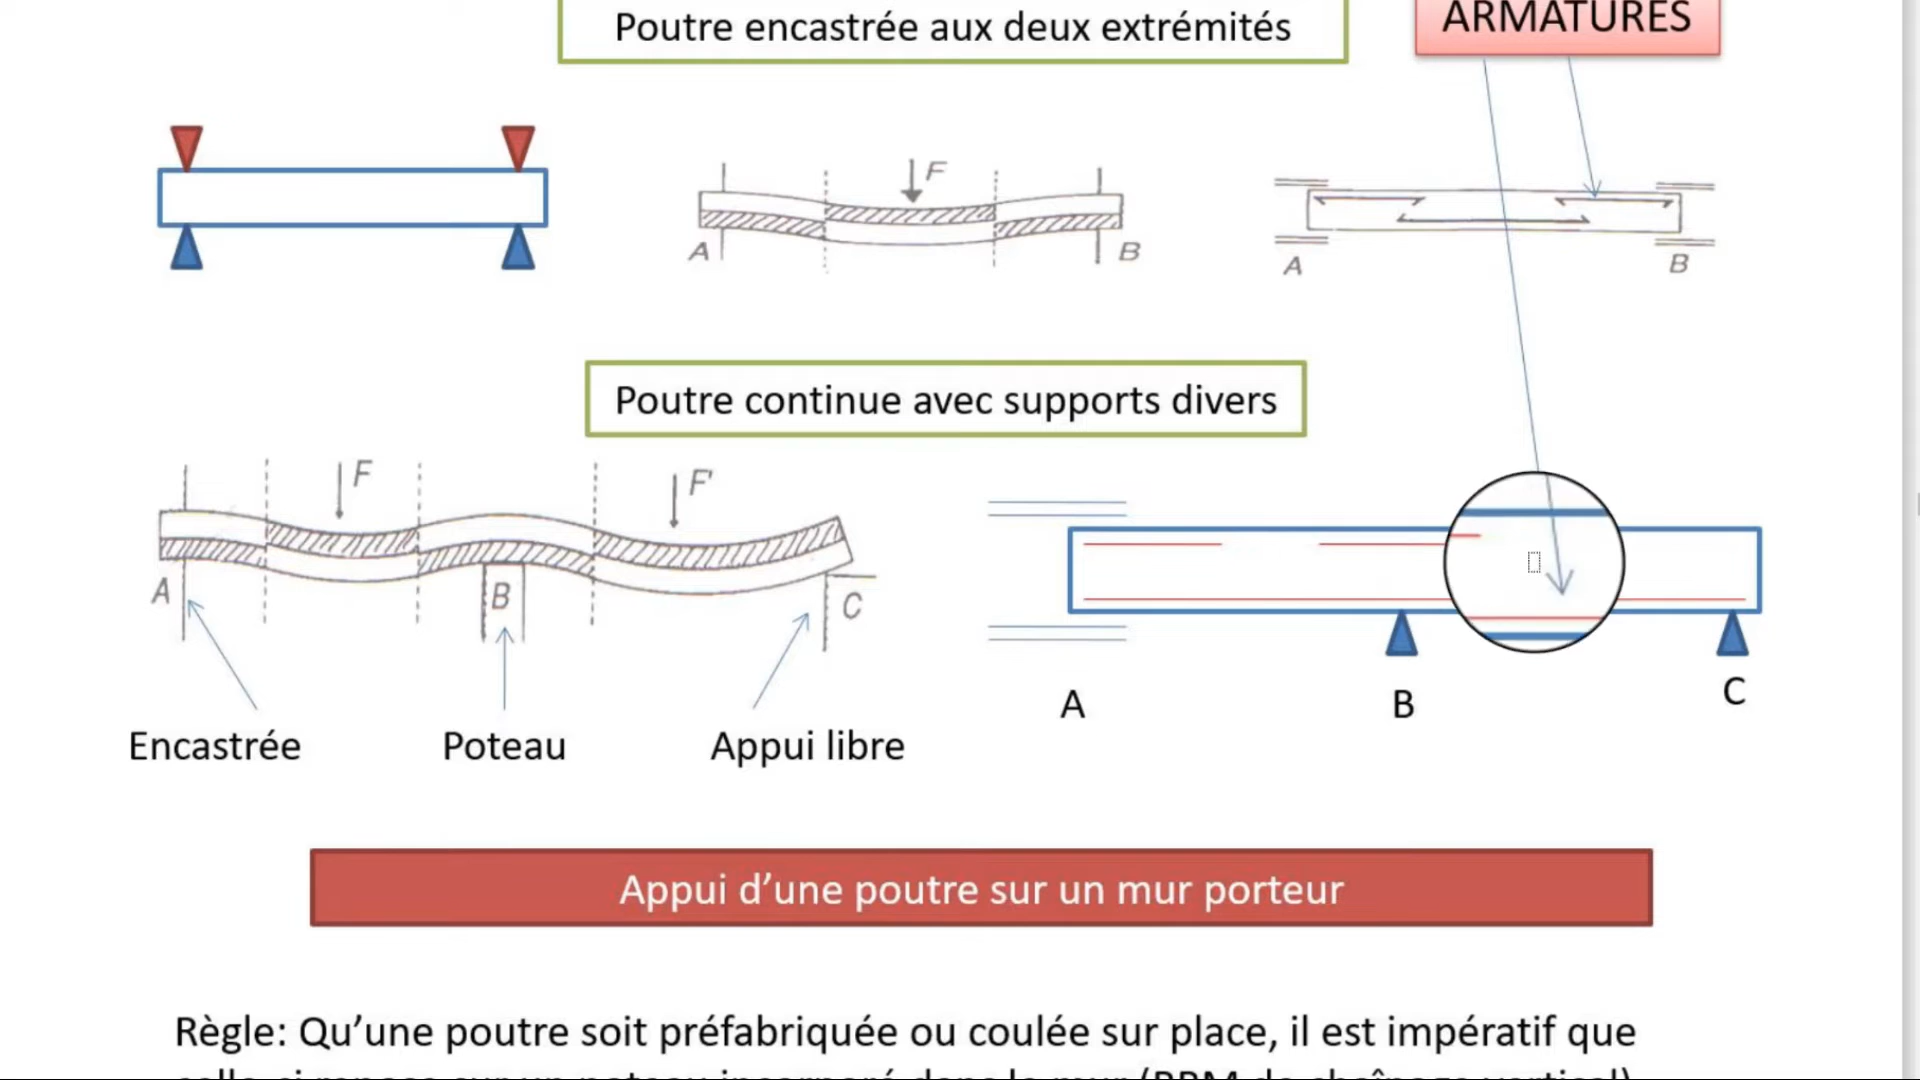 Poutre encastrée aux deux extrémités
ARMATURES
F
A
B
A
B
Poutre continue avec supports divers
F
F'
A
B
C
A
B
C
Encastrée
Poteau
Appui libre
Appui d’une poutre sur un mur porteur
Règle: Qu’une poutre soit préfabriquée ou coulée sur place, il est impératif que